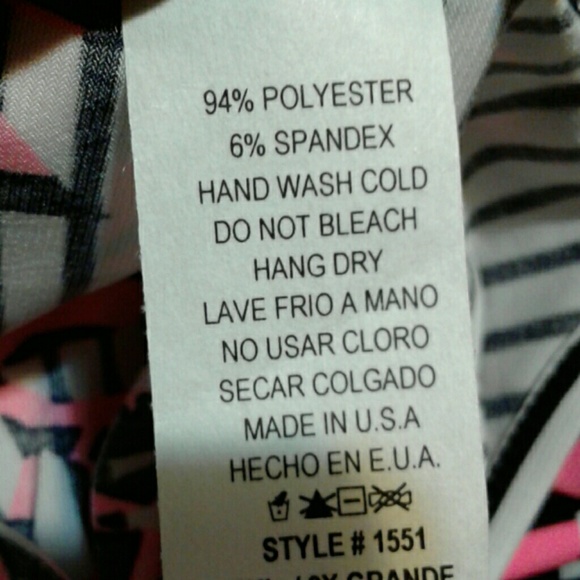 94% POLYESTER
6% SPANDEX
HAND WASH COLD
DO NOT BLEACH
HANG DRY
LAVE FRIO A MANO
NO USAR CLORO
SECAR COLGADO
MADE IN U.S.A
HECHO EN E.U.A.
STYLE # 1551
GRANDE